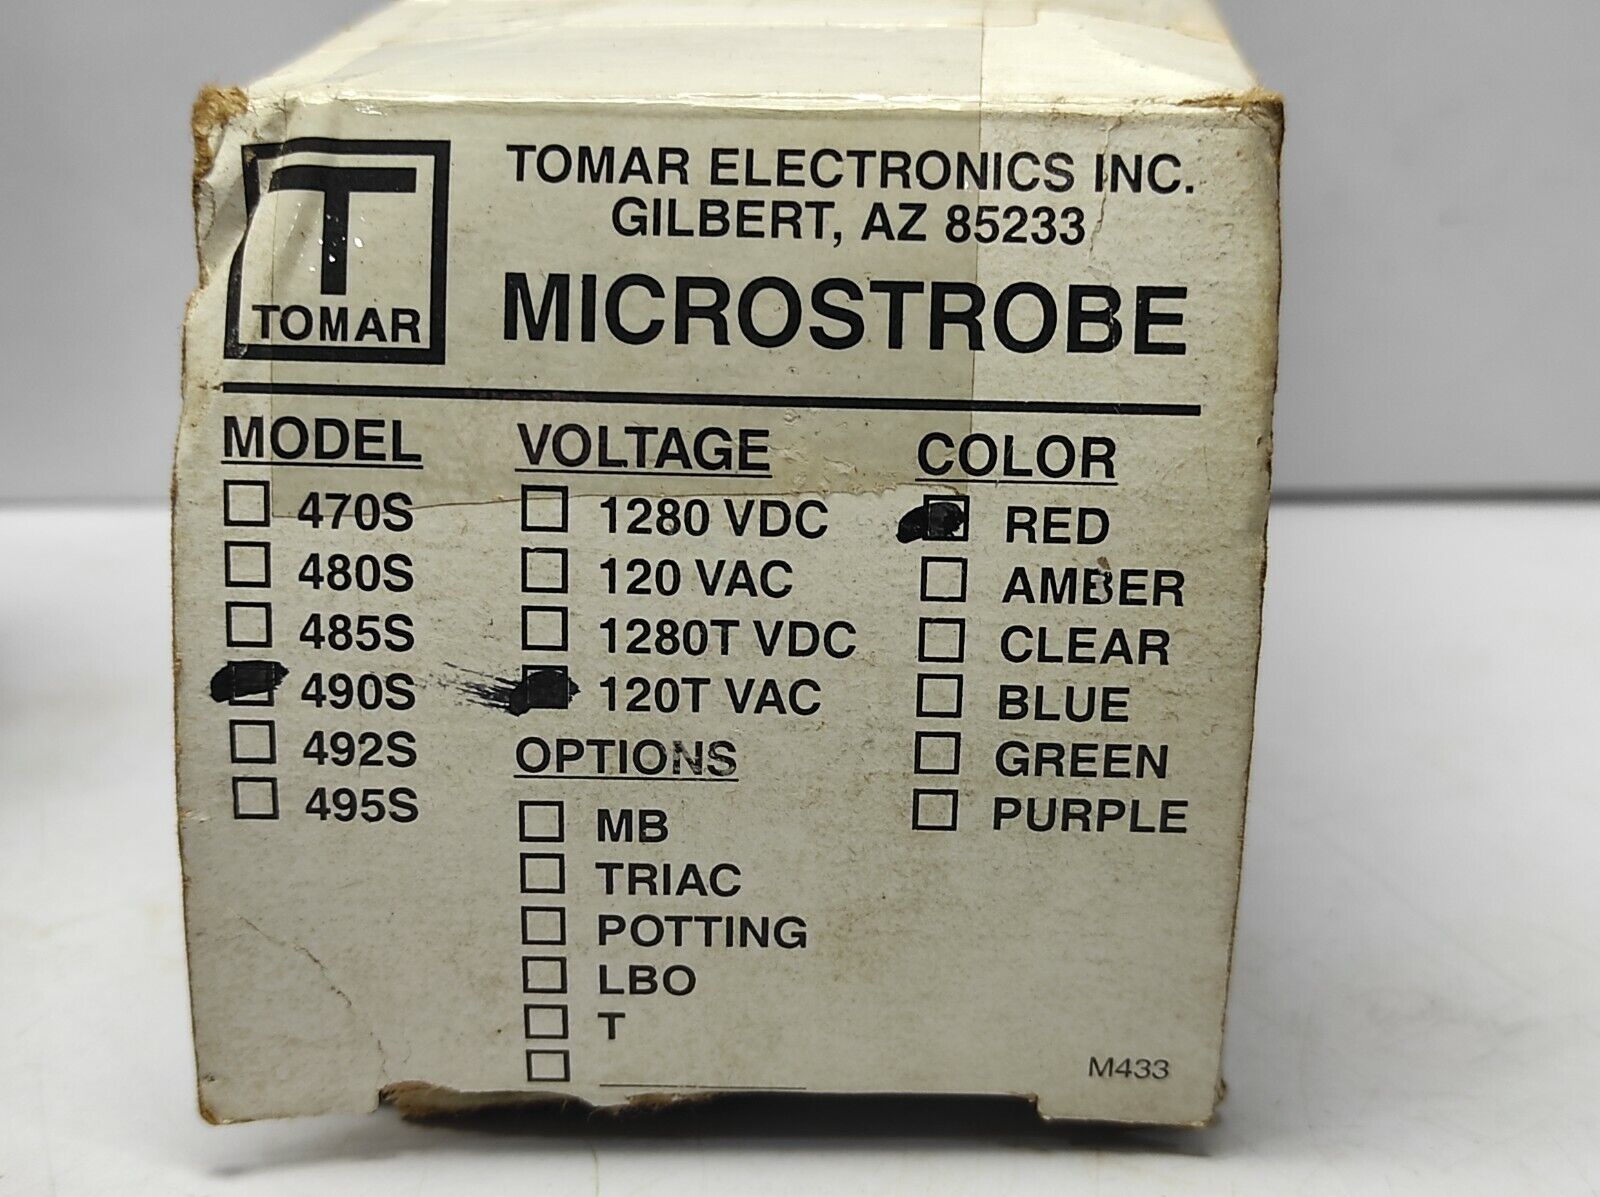 T
TOMAR
TOMAR ELECTRONICS INC.
GILBERT, AZ 85233
MICROSTROBE
MODEL
470S
480S
485S
490S
492S
495S
VOLTAGE
1280 VDC
120 VAC
1280T VDC
120T VAC
OPTIONS
MB
TRIAC
POTTING
LBO
T
COLOR
RED
AMBER
CLEAR
BLUE
GREEN
PURPLE
M433